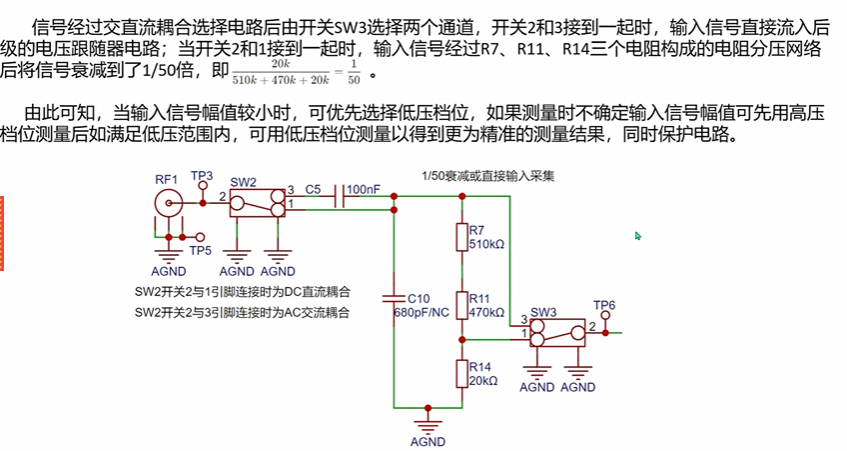 信号经过交直流耦合选择电路后由开关SW3选择两个通道，开关2和3接到一起时，输入信号直接流入后
级的电压跟随器电路；当开关2和1接到一起时，输入信号经过R7、R11、R14三个电阻构成的电阻分压网络
后将信号衰减到了1/50倍，即 20k/(510k+470k+20k) = 1/50 。
由此可知，当输入信号幅值较小时，可优先选择低压档位，如果测量时不确定输入信号幅值可先用高压
档位测量后如满足低压范围内，可用低压档位测量以得到更为精准的测量结果，同时保护电路。
1/50衰减或直接输入采集
RF1 TP3 SW2
2 3 1
C5 100nF
TP5
AGND AGND AGND
SW2开关2与1引脚连接时为DC直流耦合
SW2开关2与3引脚连接时为AC交流耦合
R7
510kΩ
C10
680pF/NC
R11
470kΩ
SW3 TP6
3 1 2
R14
20kΩ
AGND AGND
AGND